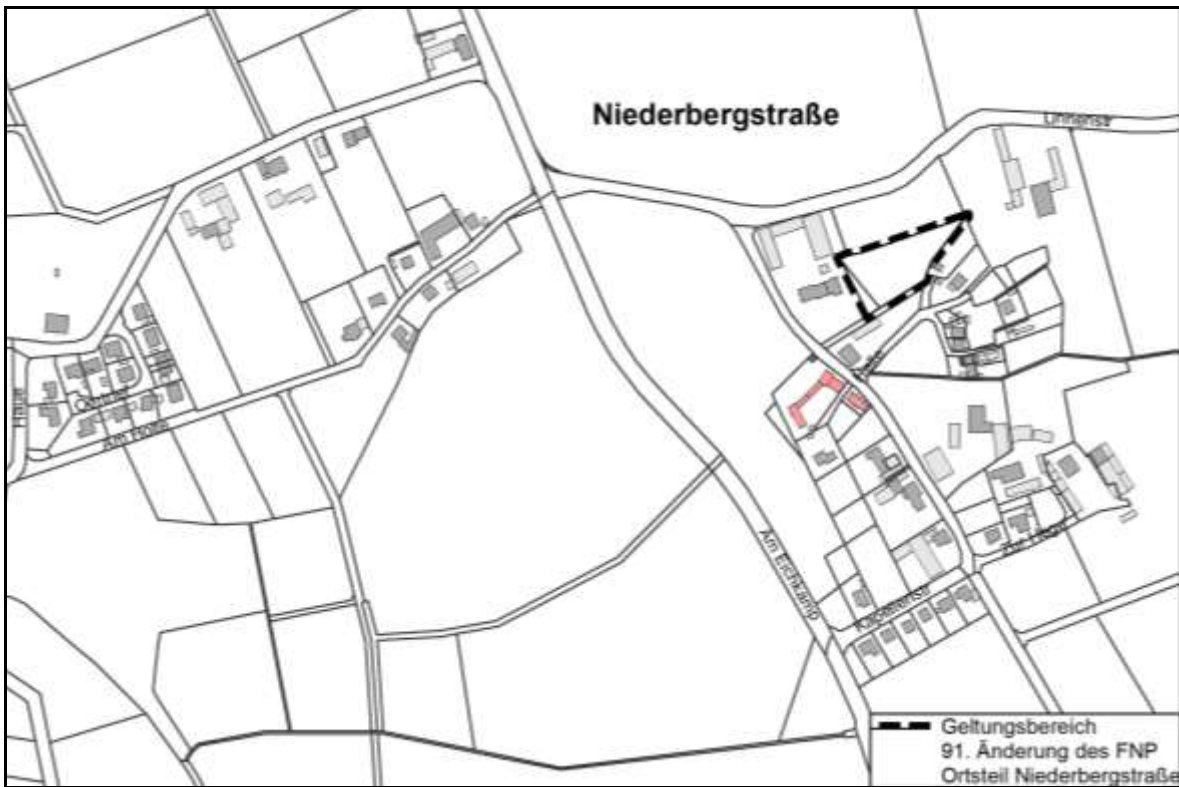 Niederbergstraße
Am Holte
Am Eichkamp
Kapellenstr
Geltungsbereich
91. Änderung des FNP
Ortsteil Niederbergstraße